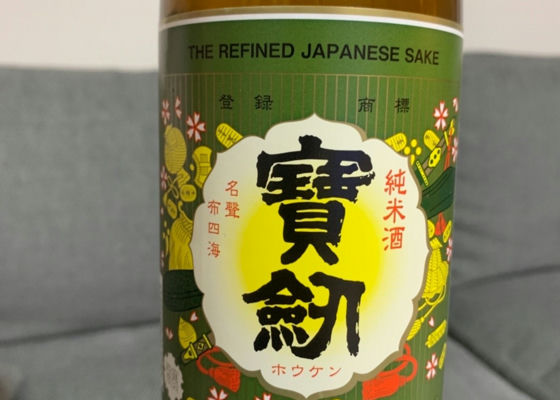 THE REFINED JAPANESE SAKE
登録 商標
純米酒
寶劔
ホウケン
名聲
布四海